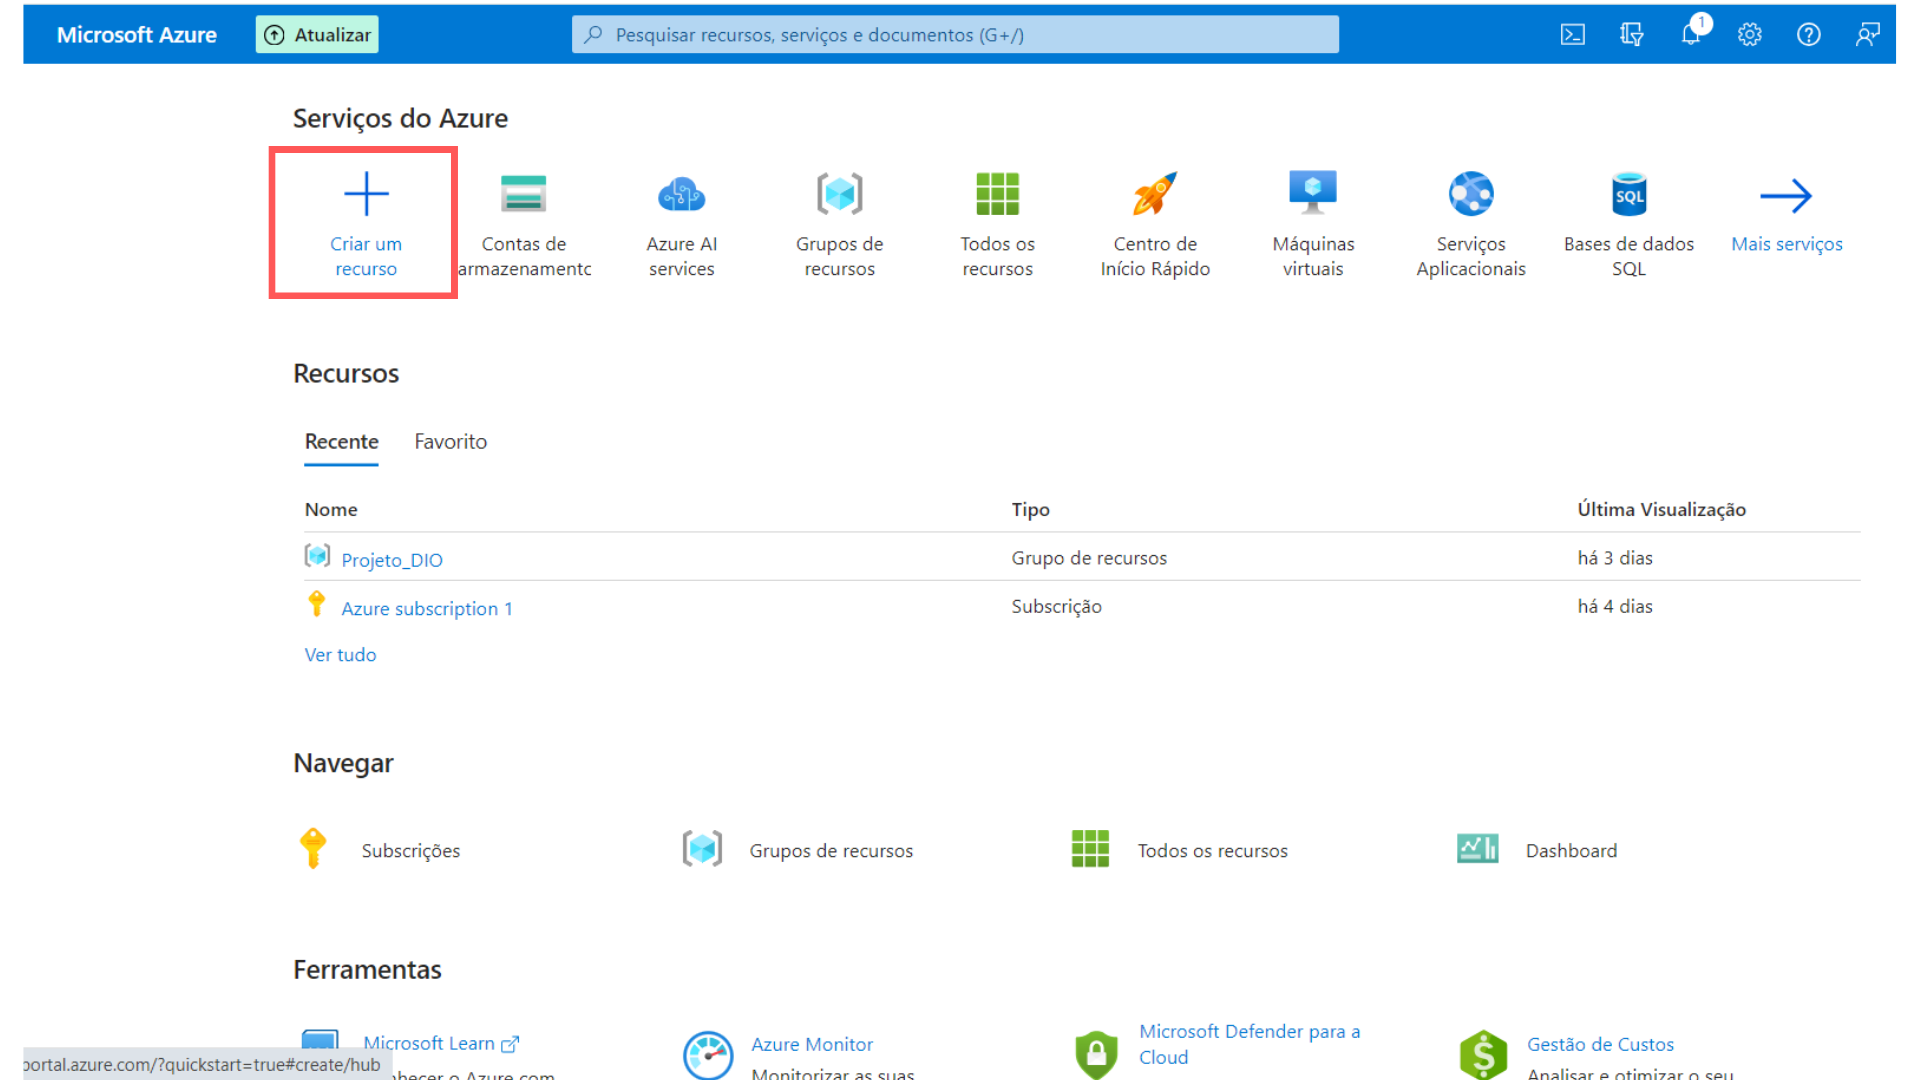 Microsoft Azure
Atualizar
Pesquisar recursos, serviços e documentos (G+/)
1
Serviços do Azure
Criar um
recurso
Contas de
armazenamento
Azure AI
services
Grupos de
recursos
Todos os
recursos
Centro de
Início Rápido
Máquinas
virtuais
Serviços
Aplicacionais
SQL
Bases de dados
SQL
Mais serviços
Recursos
Recente
Favorito
Nome
Tipo
Última Visualização
Projeto_DIO
Grupo de recursos
há 3 dias
Azure subscription 1
Subscrição
há 4 dias
Ver tudo
Navegar
Subscrições
Grupos de recursos
Todos os recursos
Dashboard
Ferramentas
Microsoft Learn
Azure Monitor
Monitorizar as suas
Microsoft Defender para a
Cloud
Gestão de Custos
Analisar e otimizar o seu
portal.azure.com/?quickstart=true#create/hub
o Azure com